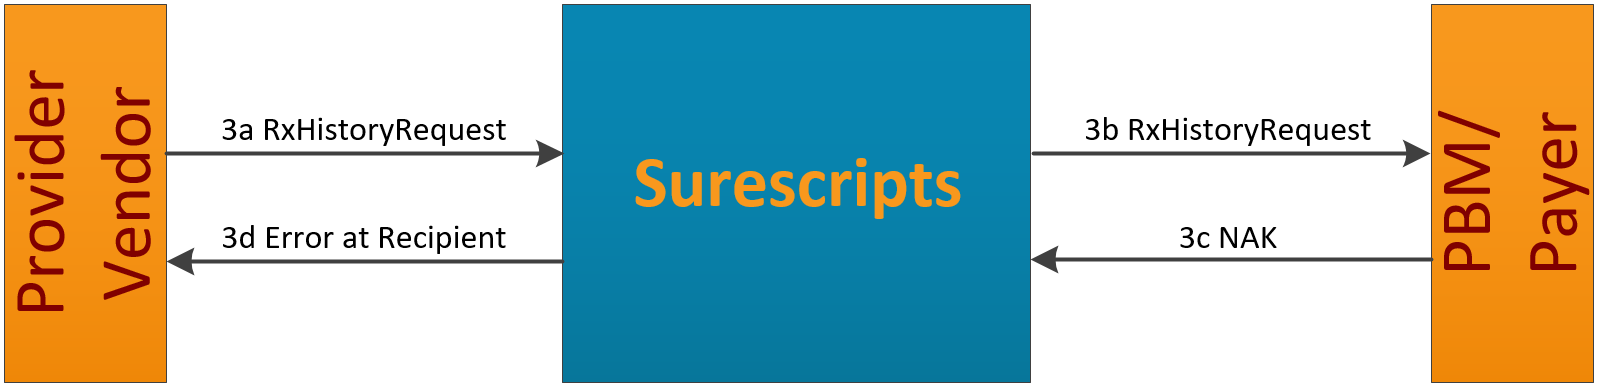 Provider
Vendor
3a RxHistoryRequest
3d Error at Recipient
Surescripts
3b RxHistoryRequest
3c NAK
PBM/
Payer